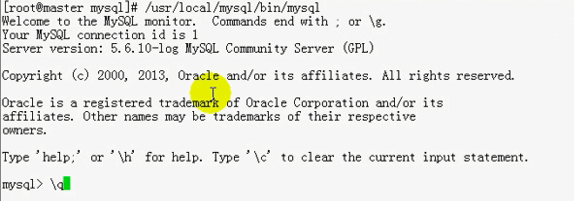 [root@master mysql]# /usr/local/mysql/bin/mysql
Welcome to the MySQL monitor.  Commands end with ; or \g.
Your MySQL connection id is 1
Server version: 5.6.10-log MySQL Community Server (GPL)
Copyright (c) 2000, 2013, Oracle and/or its affiliates. All rights reserved.
Oracle is a registered trademark of Oracle Corporation and/or its
affiliates. Other names may be trademarks of their respective
owners.
Type 'help;' or '\h' for help. Type '\c' to clear the current input statement.
mysql> \q